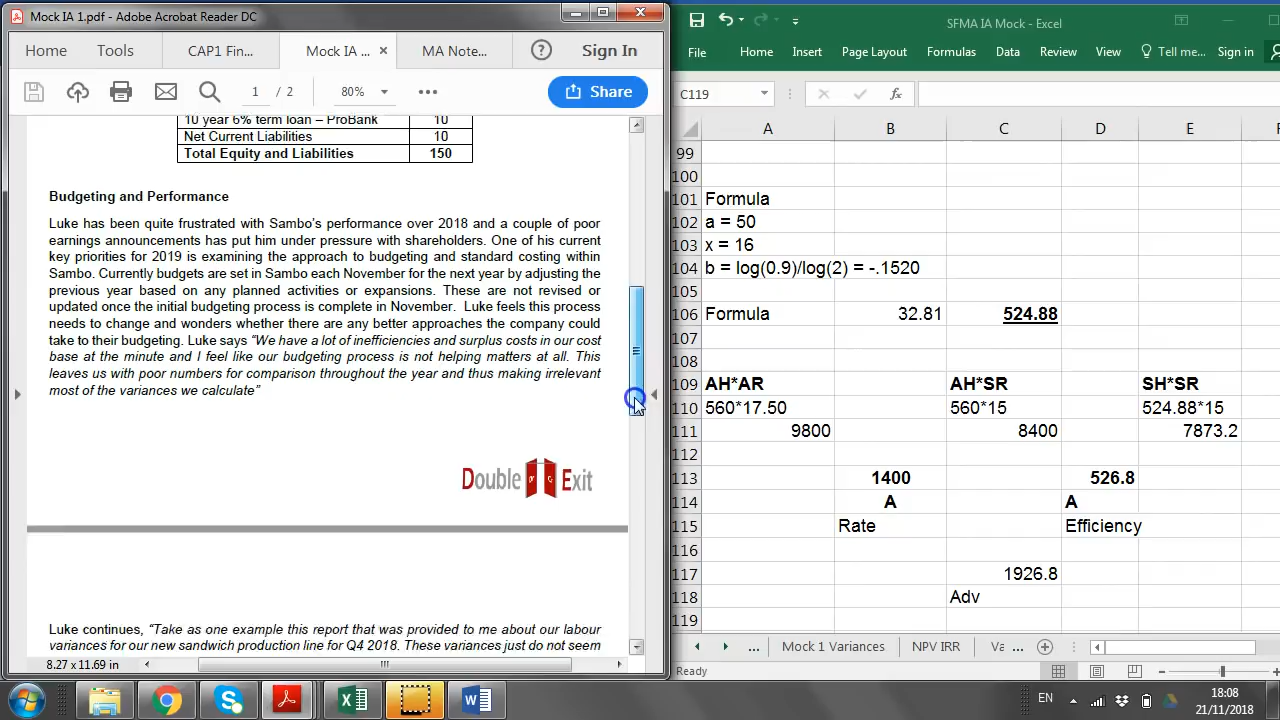 Mock IA 1.pdf - Adobe Acrobat Reader DC
Home Tools CAP1 Fin... Mock IA ... × MA Note... ? Sign In
1 / 2 80% Share
10 year 6% term loan – ProBank 10
Net Current Liabilities 10
Total Equity and Liabilities 150
Budgeting and Performance
Luke has been quite frustrated with Sambo's performance over 2018 and a couple of poor
earnings announcements has put him under pressure with shareholders. One of his current
key priorities for 2019 is examining the approach to budgeting and standard costing within
Sambo. Currently budgets are set in Sambo each November for the next year by adjusting the
previous year based on any planned activities or expansions. These are not revised or
updated once the initial budgeting process is complete in November. Luke feels this process
needs to change and wonders whether there are any better approaches the company could
take to their budgeting. Luke says “We have a lot of inefficiencies and surplus costs in our cost
base at the minute and I feel like our budgeting process is not helping matters at all. This
leaves us with poor numbers for comparison throughout the year and thus making irrelevant
most of the variances we calculate”
Double Exit
Luke continues, “Take as one example this report that was provided to me about our labour
variances for our new sandwich production line for Q4 2018. These variances just do not seem
8.27 x 11.69 in
SFMA IA Mock - Excel
File Home Insert Page Layout Formulas Data Review View Tell me... Sign in
C119 fx
A B C D E F
99
100
101 Formula
102 a = 50
103 x = 16
104 b = log(0.9)/log(2) = -.1520
105
106 Formula 32.81 524.88
107
108
109 AH*AR AH*SR SH*SR
110 560*17.50 560*15 524.88*15
111 9800 8400 7873.2
112
113 1400 526.8
114 A A
115 Rate Efficiency
116
117 1926.8
118 Adv
119
... Mock 1 Variances NPV IRR Va ...
Ready
EN 18:08
21/11/2018